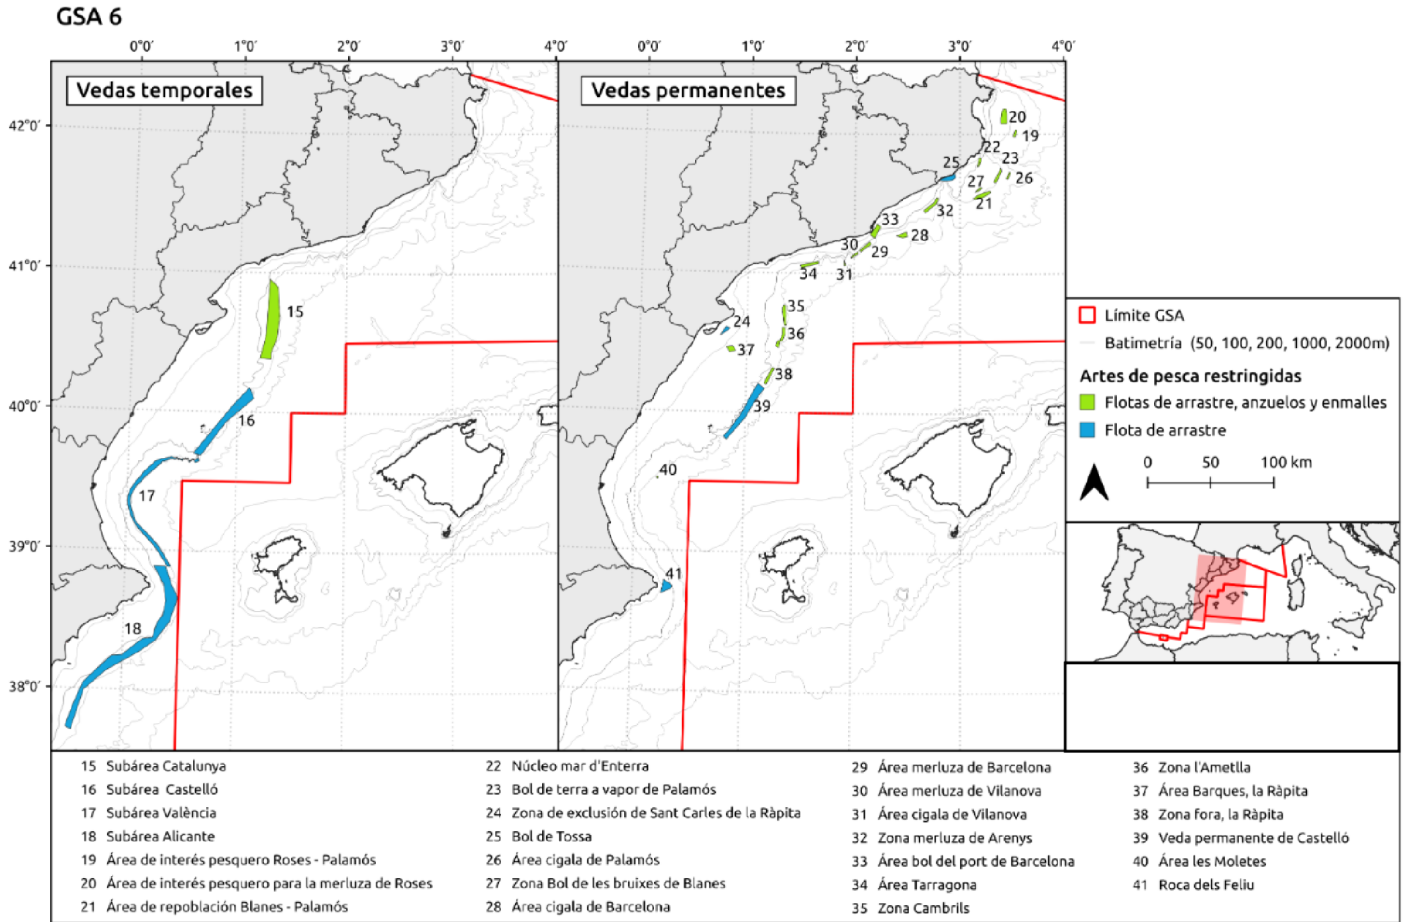 GSA 6
0°0' 1°0' 2°0' 3°0' 4°0' 0°0' 1°0' 2°0' 3°0' 4°0'
Vedas temporales
Vedas permanentes
42°0'
41°0'
40°0'
39°0'
38°0'
15
16
17
18
20
19
22
25
23
27
26
21
32
33
28
30
29
31
34
35
24
36
37
38
39
40
41
Límite GSA
Batimetría (50, 100, 200, 1000, 2000m)
Artes de pesca restringidas
Flotas de arrastre, anzuelos y enmalles
Flota de arrastre
0 50 100 km
15 Subárea Catalunya
16 Subárea Castelló
17 Subárea València
18 Subárea Alicante
19 Área de interés pesquero Roses - Palamós
20 Área de interés pesquero para la merluza de Roses
21 Área de repoblación Blanes - Palamós
22 Núcleo mar d'Enterra
23 Bol de terra a vapor de Palamós
24 Zona de exclusión de Sant Carles de la Ràpita
25 Bol de Tossa
26 Área cigala de Palamós
27 Zona Bol de les bruixes de Blanes
28 Área cigala de Barcelona
29 Área merluza de Barcelona
30 Área merluza de Vilanova
31 Área cigala de Vilanova
32 Zona merluza de Arenys
33 Área bol del port de Barcelona
34 Área Tarragona
35 Zona Cambrils
36 Zona l'Ametlla
37 Área Barques, la Ràpita
38 Zona fora, la Ràpita
39 Veda permanente de Castelló
40 Área les Moletes
41 Roca dels Feliu